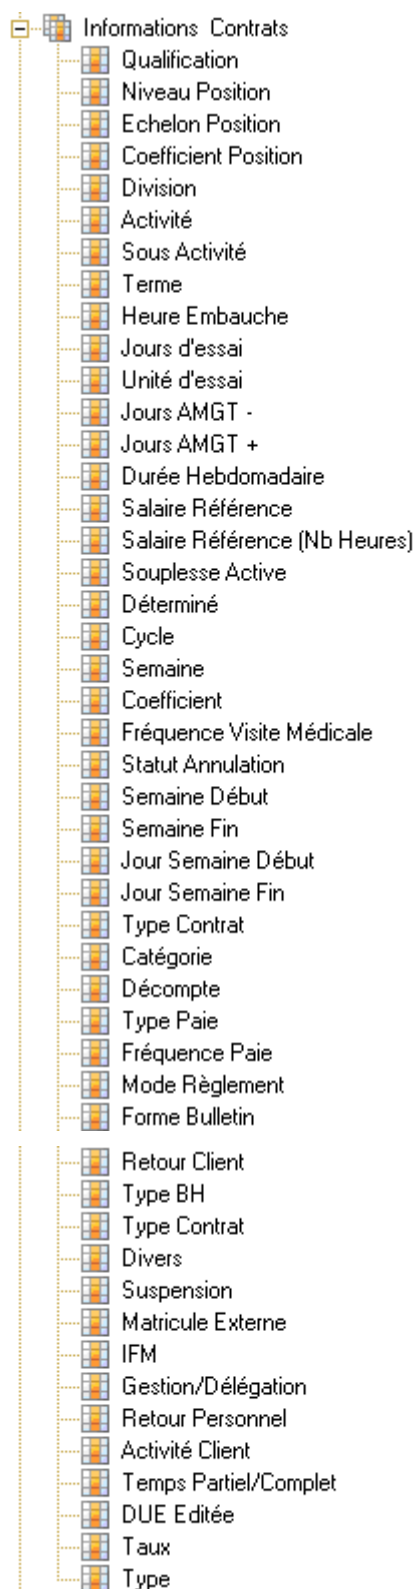 Informations Contrats
Qualification
Niveau Position
Echelon Position
Coefficient Position
Division
Activité
Sous Activité
Terme
Heure Embauche
Jours d'essai
Unité d'essai
Jours AMGT -
Jours AMGT +
Durée Hebdomadaire
Salaire Référence
Salaire Référence (Nb Heures)
Souplesse Active
Déterminé
Cycle
Semaine
Coefficient
Fréquence Visite Médicale
Statut Annulation
Semaine Début
Semaine Fin
Jour Semaine Début
Jour Semaine Fin
Type Contrat
Catégorie
Décompte
Type Paie
Fréquence Paie
Mode Règlement
Forme Bulletin
Retour Client
Type BH
Type Contrat
Divers
Suspension
Matricule Externe
IFM
Gestion/Délégation
Retour Personnel
Activité Client
Temps Partiel/Complet
DUE Editée
Taux
Type